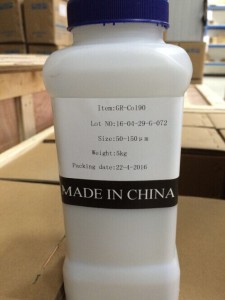 Item:GR-Co190
Lot NO:16-04-29-G-072
Size:50-150μm
Weight:5kg
Packing date:22-4-2016
MADE IN CHINA